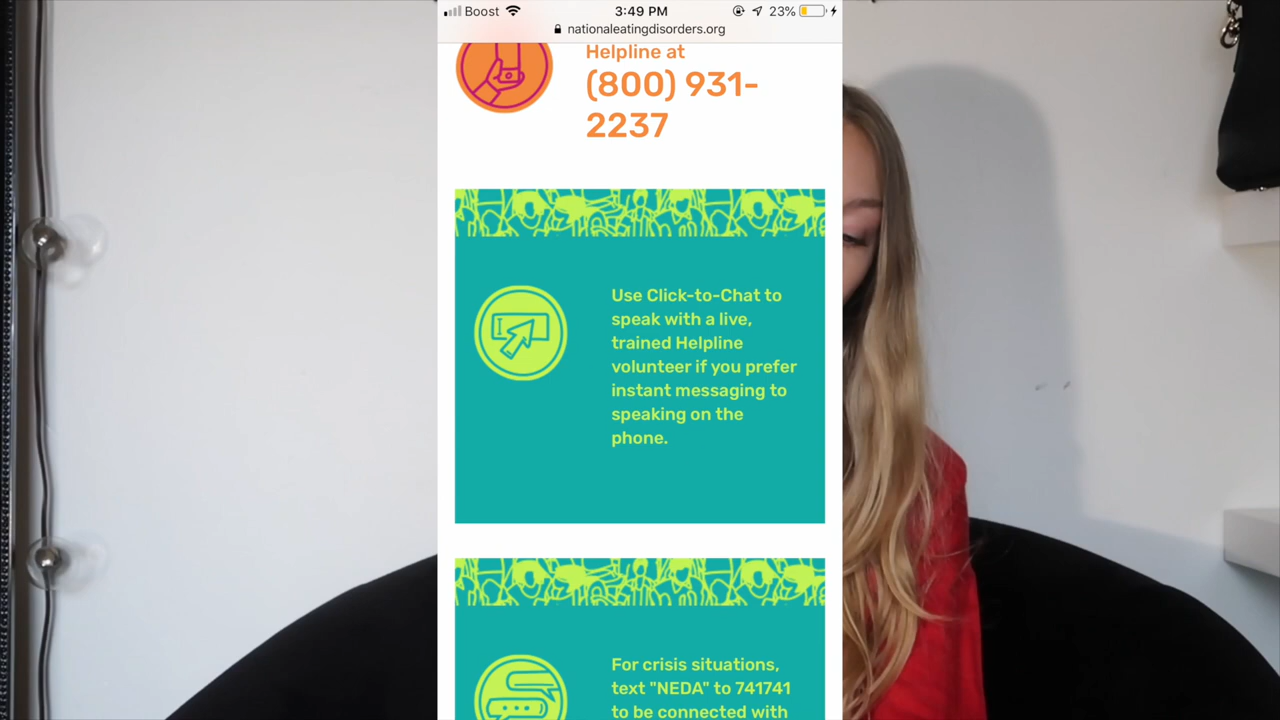 Boost 3:49 PM 23%
nationaleatingdisorders.org
Helpline at
(800) 931-
2237
Use Click-to-Chat to
speak with a live,
trained Helpline
volunteer if you prefer
instant messaging to
speaking on the
phone.
For crisis situations,
text "NEDA" to 741741
to be connected with